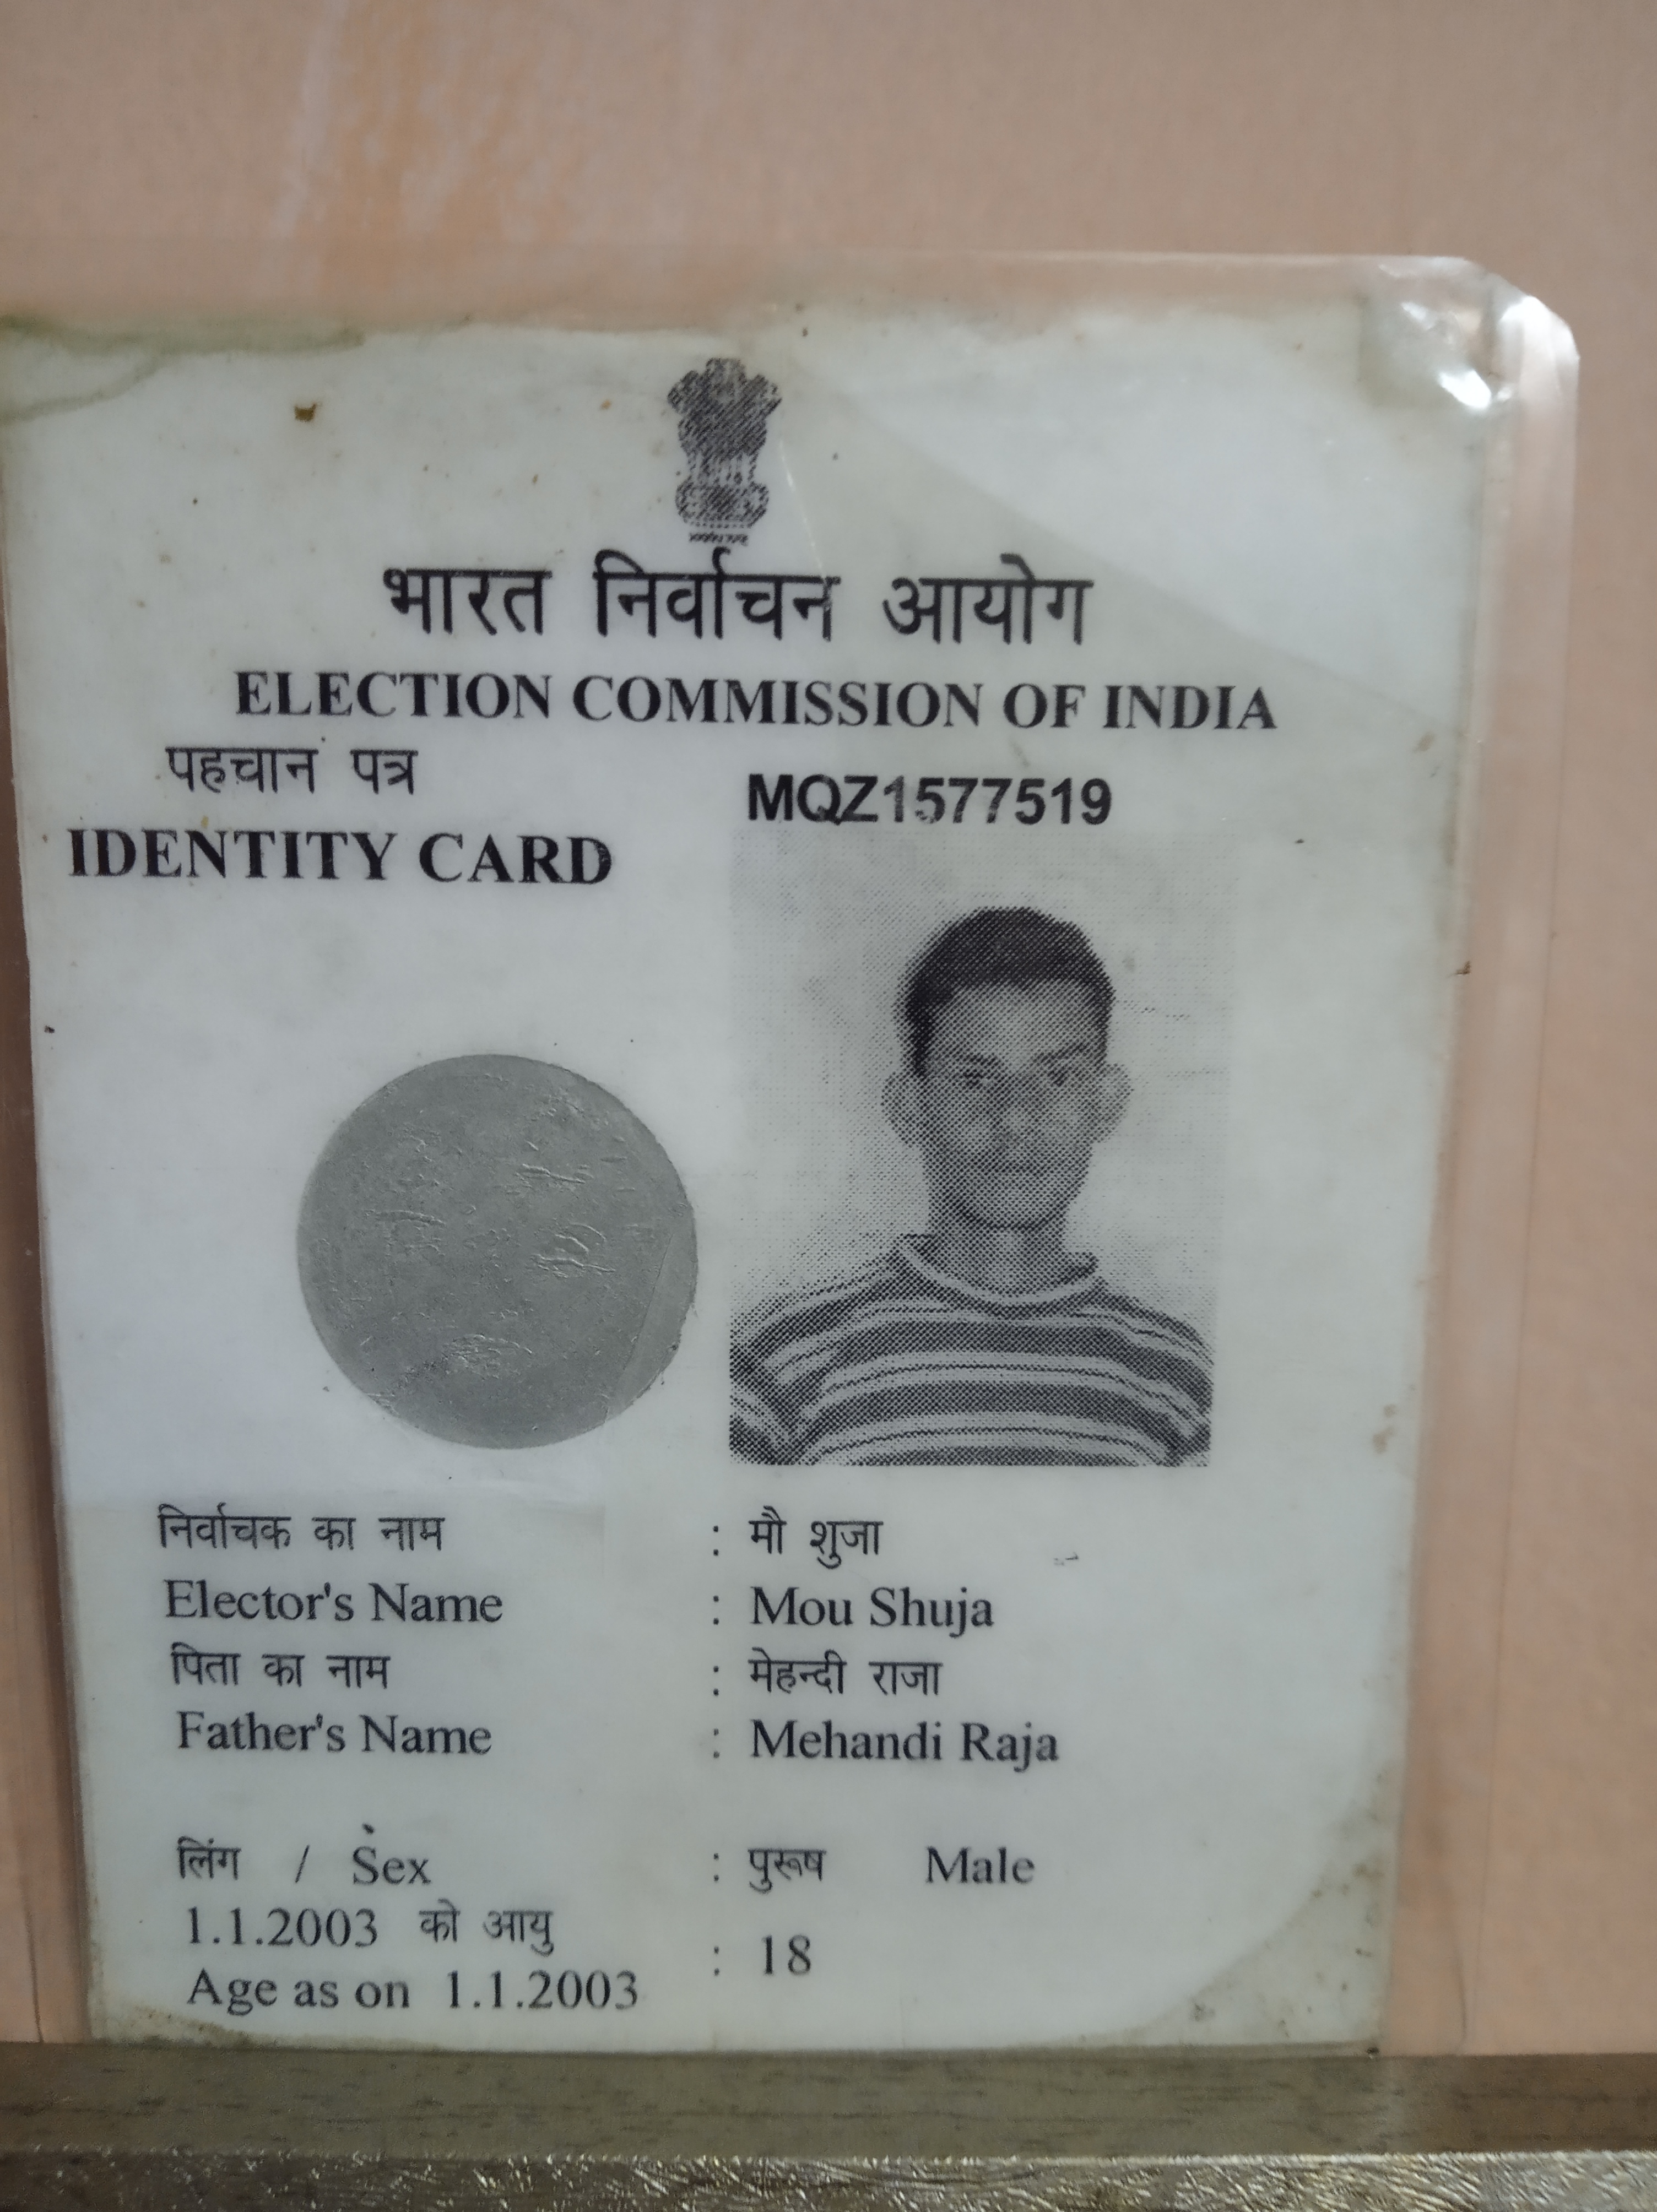 भारत निर्वाचन आयोग
ELECTION COMMISSION OF INDIA
पहचान पत्र
IDENTITY CARD
MQZ1577519
निर्वाचक का नाम : मौ शुजा
Elector's Name : Mou Shuja
पिता का नाम : मेहन्दी राजा
Father's Name : Mehandi Raja
लिंग / Sex : पुरूष Male
1.1.2003 को आयु
Age as on 1.1.2003 : 18